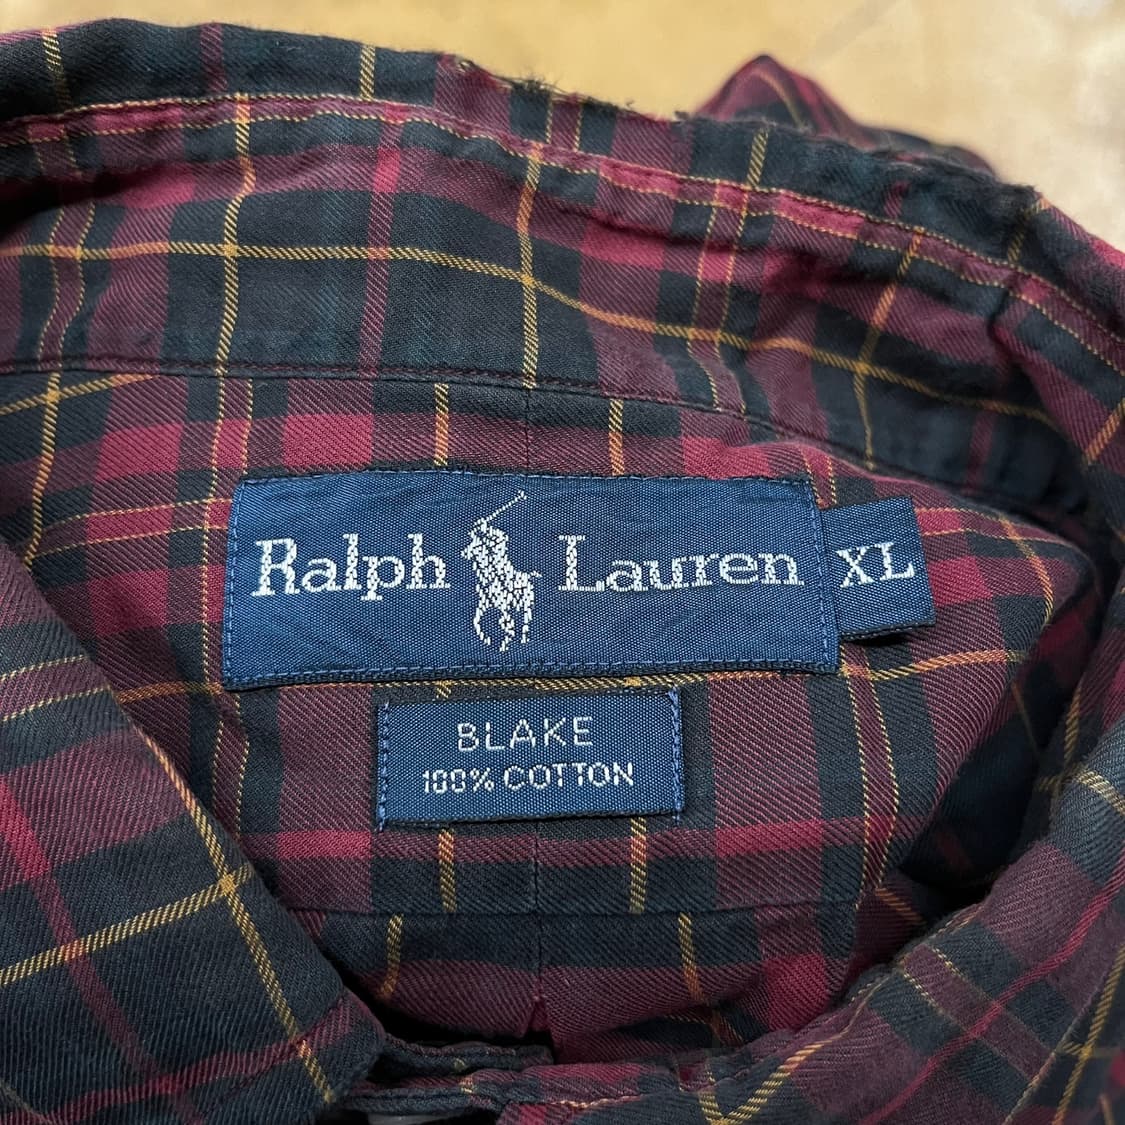 Ralph Lauren XL
BLAKE
100% COTTON